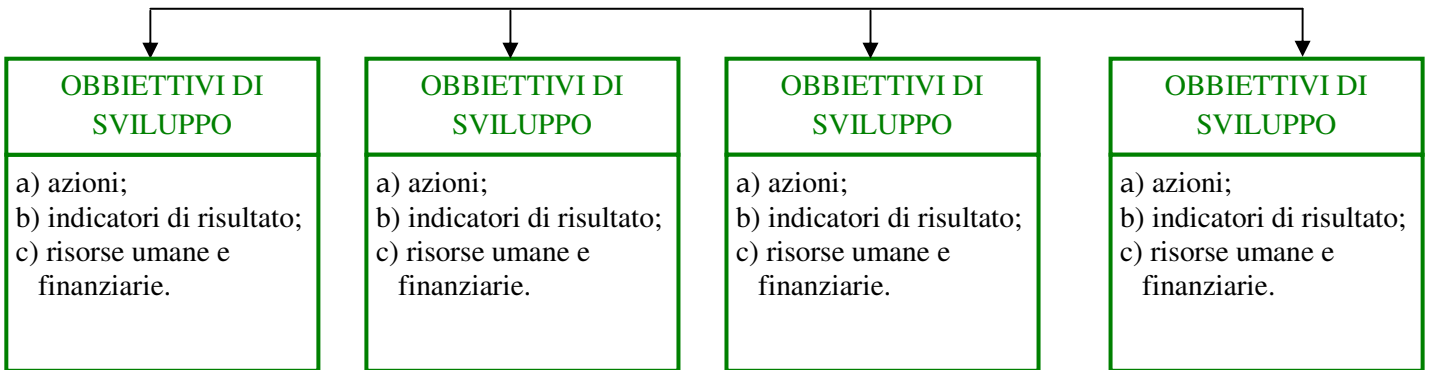 OBBIETTIVI DI
SVILUPPO
a) azioni;
b) indicatori di risultato;
c) risorse umane e
finanziarie.
OBBIETTIVI DI
SVILUPPO
a) azioni;
b) indicatori di risultato;
c) risorse umane e
finanziarie.
OBBIETTIVI DI
SVILUPPO
a) azioni;
b) indicatori di risultato;
c) risorse umane e
finanziarie.
OBBIETTIVI DI
SVILUPPO
a) azioni;
b) indicatori di risultato;
c) risorse umane e
finanziarie.